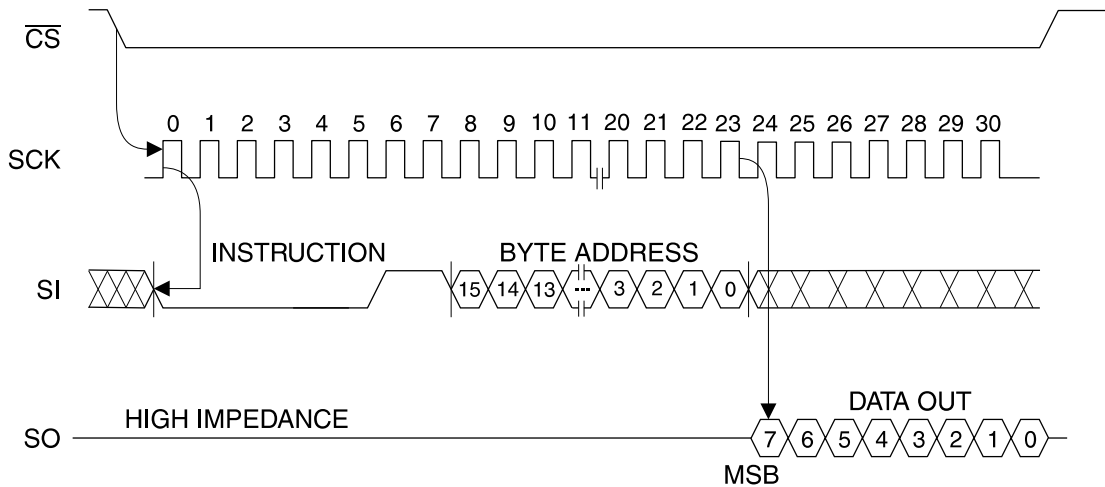 CS
0 1 2 3 4 5 6 7 8 9 10 11 20 21 22 23 24 25 26 27 28 29 30
SCK
INSTRUCTION BYTE ADDRESS
SI 15 14 13 --- 3 2 1 0
HIGH IMPEDANCE DATA OUT
SO 7 6 5 4 3 2 1 0
MSB